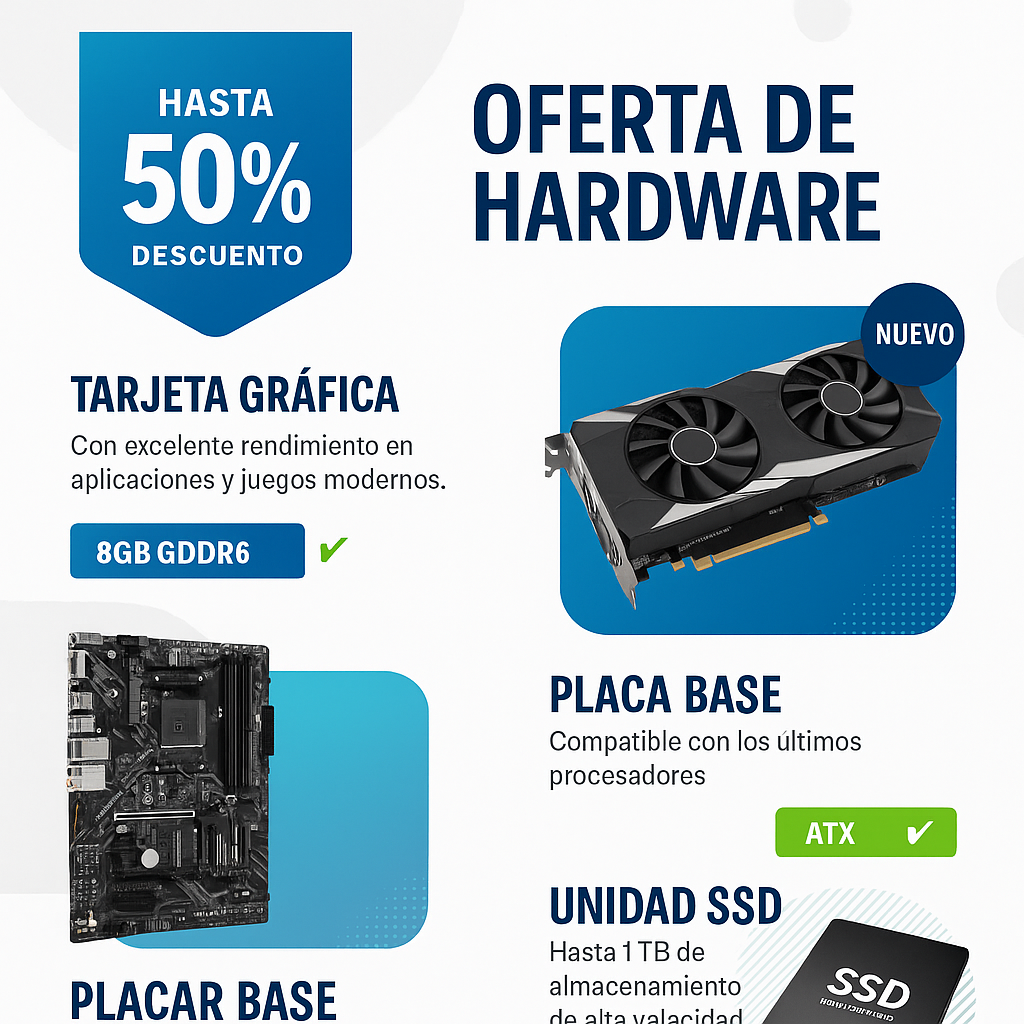 HASTA
50%
DESCUENTO
OFERTA DE
HARDWARE
NUEVO
TARJETA GRÁFICA
Con excelente rendimiento en
aplicaciones y juegos modernos.
8GB GDDR6
PLACA BASE
Compatible con los últimos
procesadores
ATX
UNIDAD SSD
Hasta 1 TB de
almacenamiento
de alta valacidad
SSD
PLACAR BASE